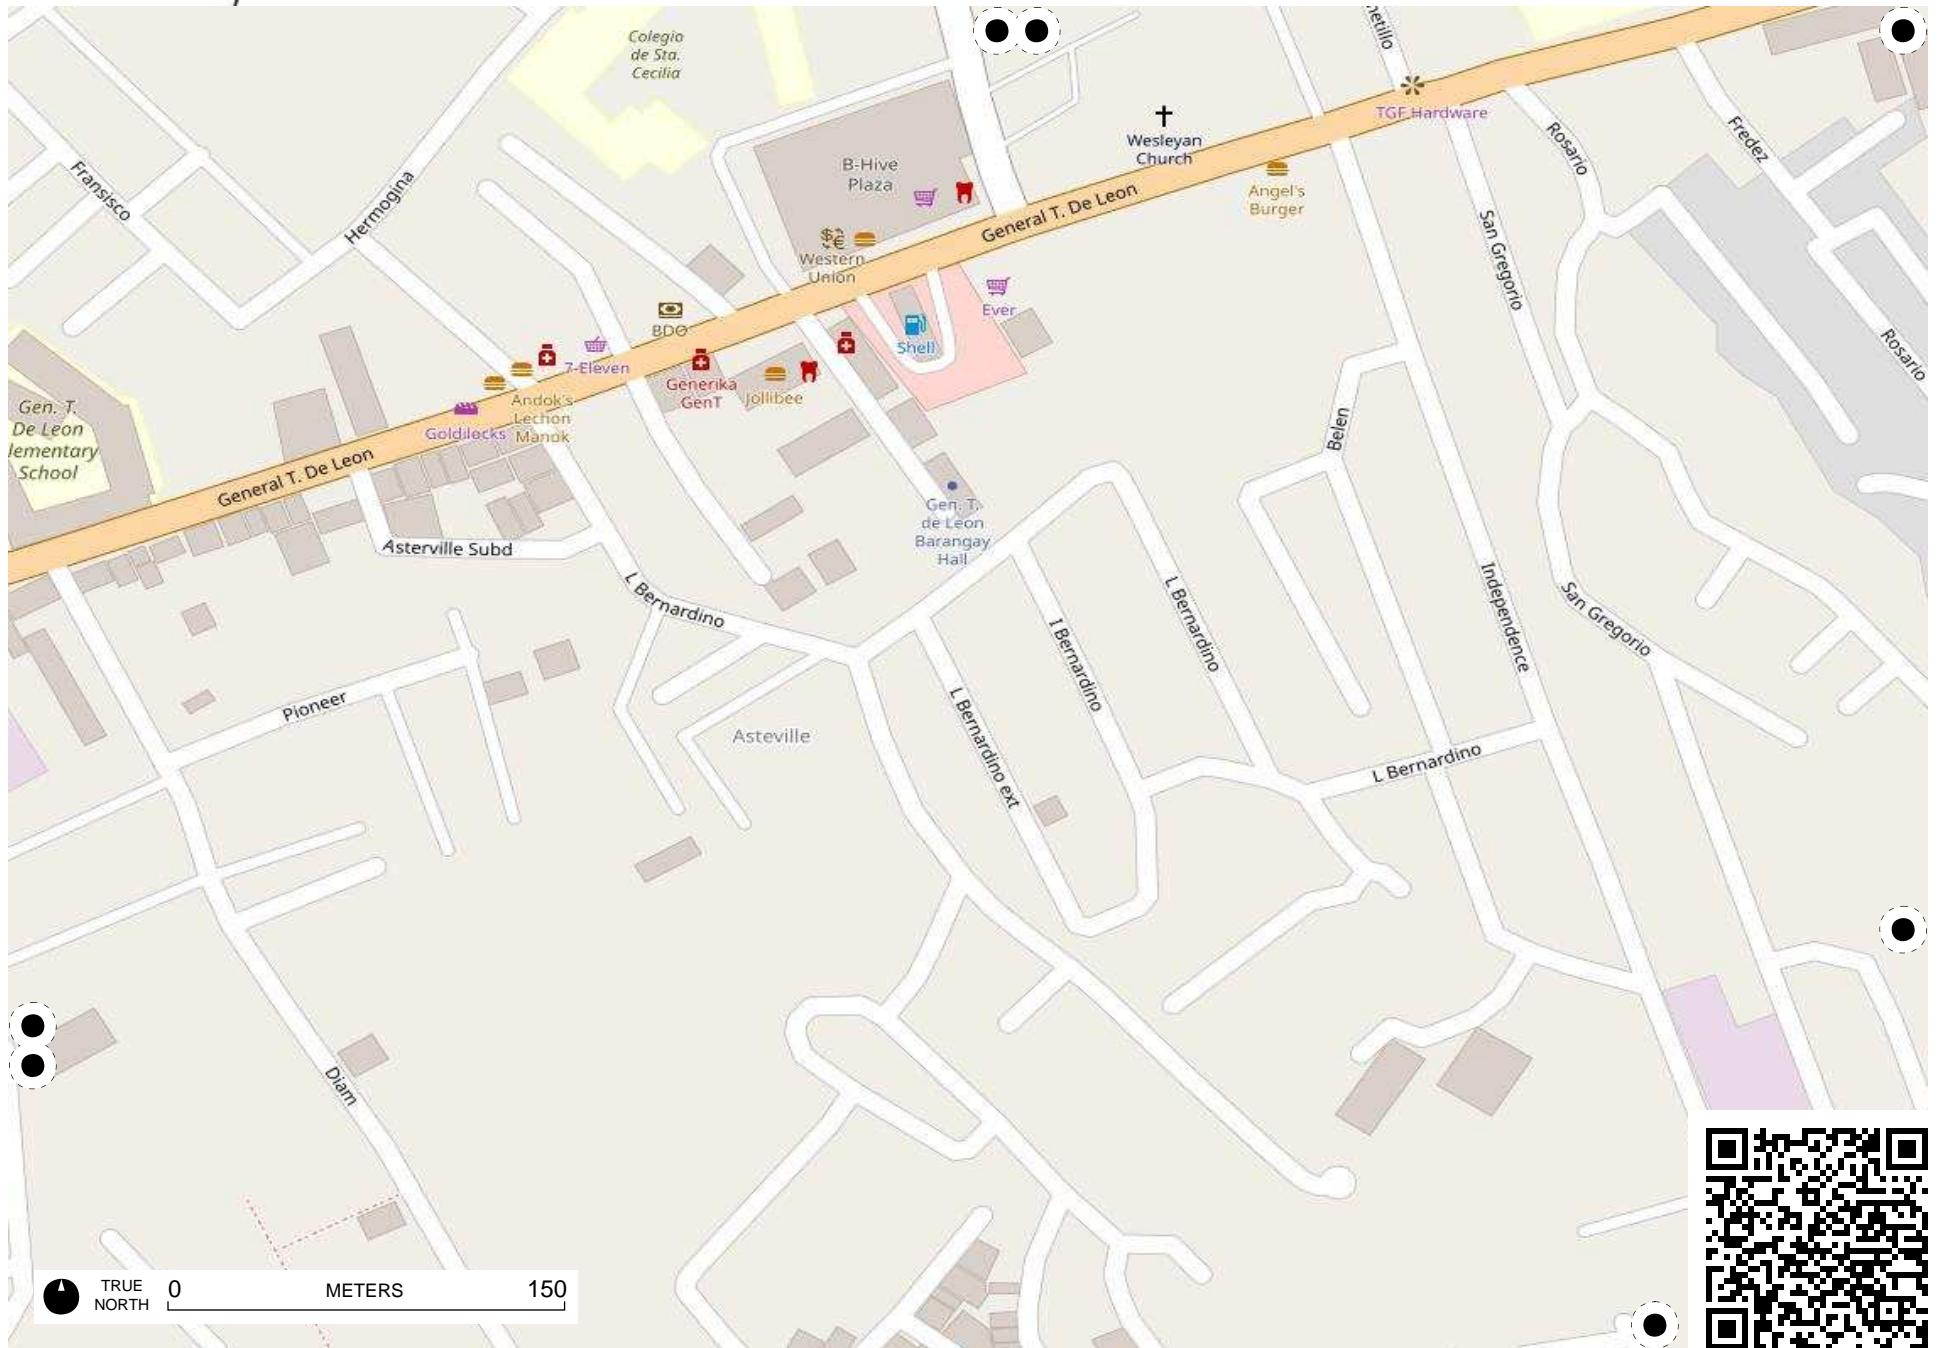 Colegio
de Sta.
Cecilia
TGF Hardware
Wesleyan
Church
Rosario
Fredez
B-Hive
Plaza
Fransisco
Hermogina
General T. De Leon
Angel's
Burger
San Gregorio
Western
Union
Ever
BDO
Shell
7-Eleven
Rosario
Generika
GenT
Jollibee
Andok's
Lechon
Manok
Goldilocks
Gen. T.
De Leon
lementary
School
General T. De Leon
Belen
Gen. T.
de Leon
Barangay
Hall
Asterville Subd
L Bernardino
L Bernardino
I Bernardino
Independence
San Gregorio
Pioneer
L Bernardino ext
Asteville
L Bernardino
Diam
TRUE
NORTH
0 METERS 150